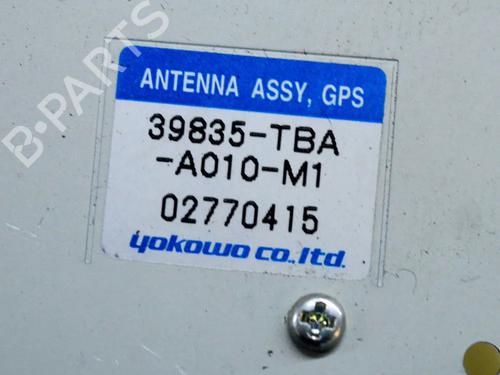 B-PARTS
ANTENNA ASSY, GPS
39835-TBA
-A010-M1
02770415
yokowo co.,ltd.